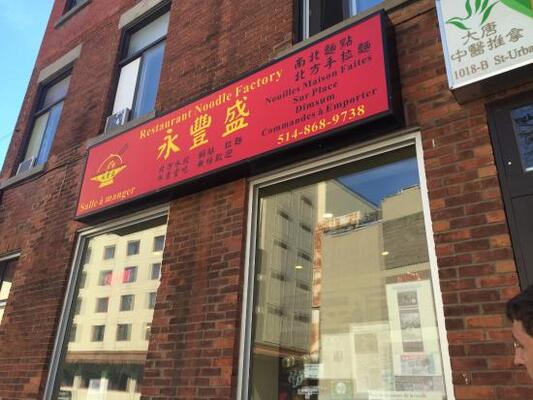 Restaurant Noodle Factory
永豐盛
南北麵點
北方手拉麵
Nouilles Maison Faites
Sur Place
Dimsum
Commandes à Emporter
514-868-9738
Salle à manger
大唐
中醫推拿
1018-B St-Urba